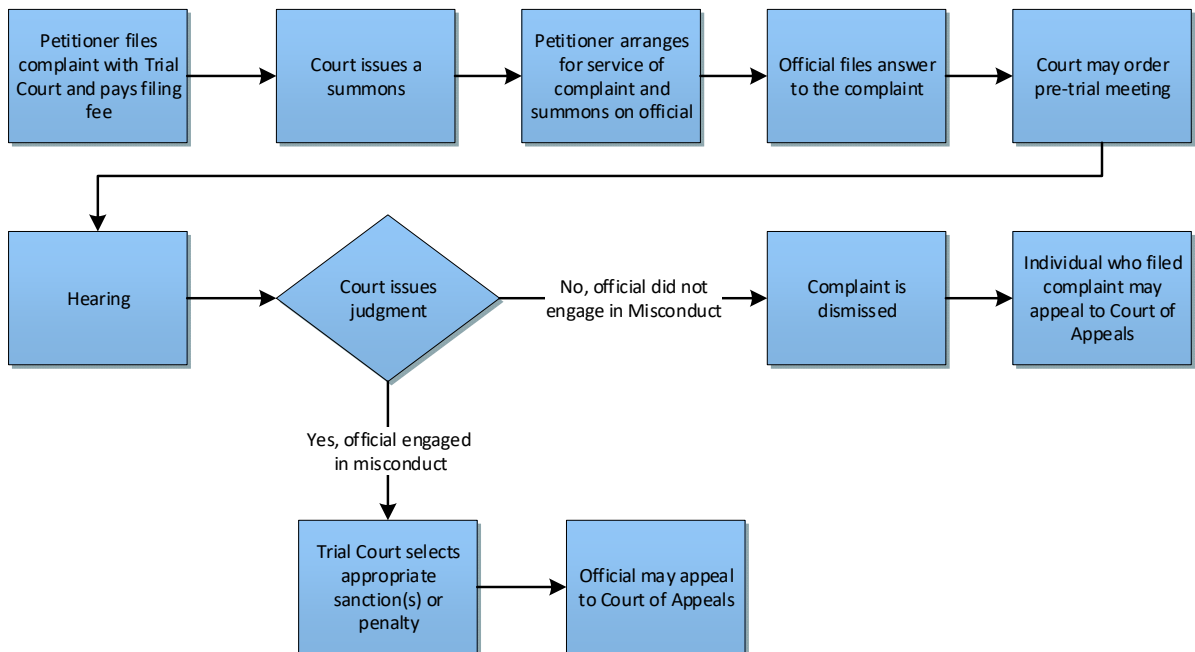 Petitioner files
complaint with Trial
Court and pays filing
fee
Court issues a
summons
Petitioner arranges
for service of
complaint and
summons on official
Official files answer
to the complaint
Court may order
pre-trial meeting
Hearing
Court issues
judgment
No, official did not
engage in Misconduct
Complaint is
dismissed
Individual who filed
complaint may
appeal to Court of
Appeals
Yes, official engaged
in misconduct
Trial Court selects
appropriate
sanction(s) or
penalty
Official may appeal
to Court of Appeals